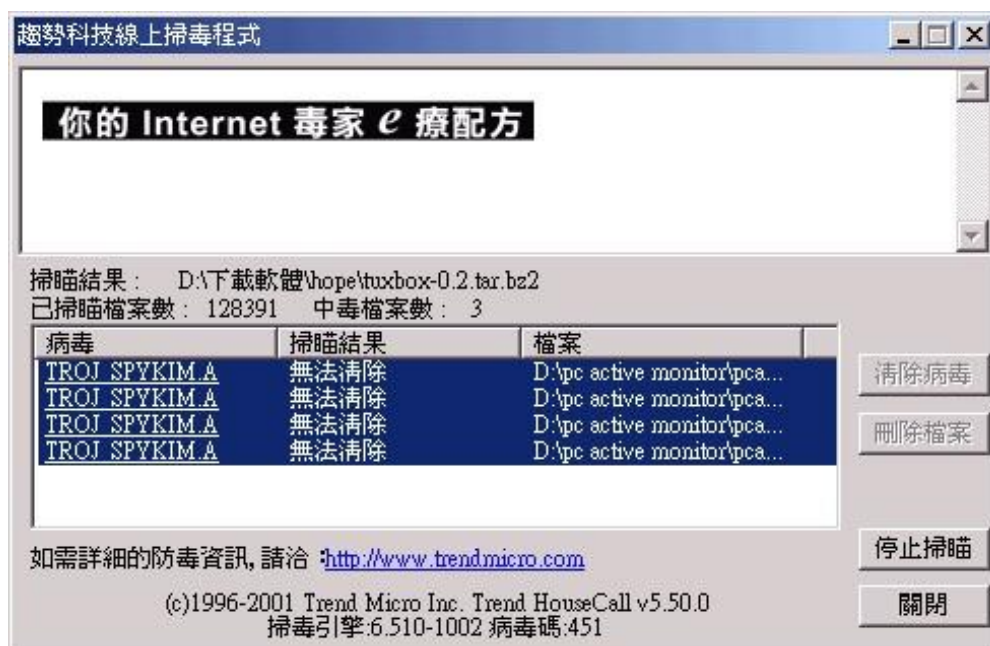 趨勢科技線上掃毒程式
你的 Internet 毒家 e 療配方
掃瞄結果： D:\下載軟體\hope\tuxbox-0.2.tar.bz2
已掃瞄檔案數： 128391 中毒檔案數： 3
病毒 掃瞄結果 檔案
TROJ_SPYKIM.A 無法清除 D:\pc active monitor\pca...
TROJ_SPYKIM.A 無法清除 D:\pc active monitor\pca...
TROJ_SPYKIM.A 無法清除 D:\pc active monitor\pca...
TROJ_SPYKIM.A 無法清除 D:\pc active monitor\pca...
清除病毒
刪除檔案
停止掃瞄
如需詳細的防毒資訊, 請洽：http://www.trendmicro.com
關閉
(c)1996-2001 Trend Micro Inc. Trend HouseCall v5.50.0
掃毒引擎:6.510-1002 病毒碼:451